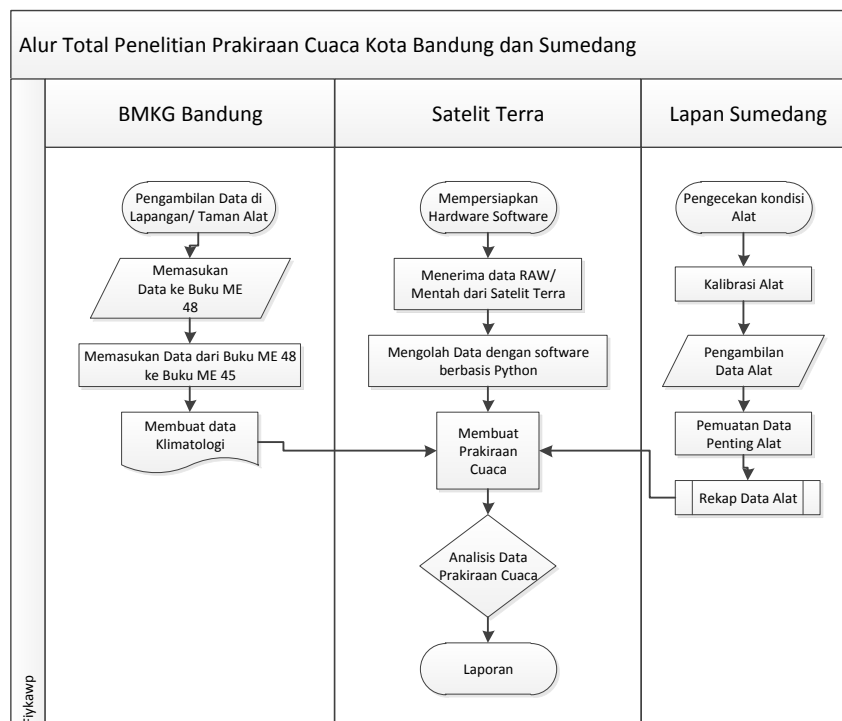 Alur Total Penelitian Prakiraan Cuaca Kota Bandung dan Sumedang
BMKG Bandung
Pengambilan Data di
Lapangan/ Taman Alat
Memasukan
Data ke Buku ME
48
Memasukan Data dari Buku ME 48
ke Buku ME 45
Membuat data
Klimatologi
Satelit Terra
Mempersiapkan
Hardware Software
Menerima data RAW/
Mentah dari Satelit Terra
Mengolah Data dengan software
berbasis Python
Membuat
Prakiraan
Cuaca
Analisis Data
Prakiraan Cuaca
Laporan
Lapan Sumedang
Pengecekan kondisi
Alat
Kalibrasi Alat
Pengambilan
Data Alat
Pemuatan Data
Penting Alat
Rekap Data Alat